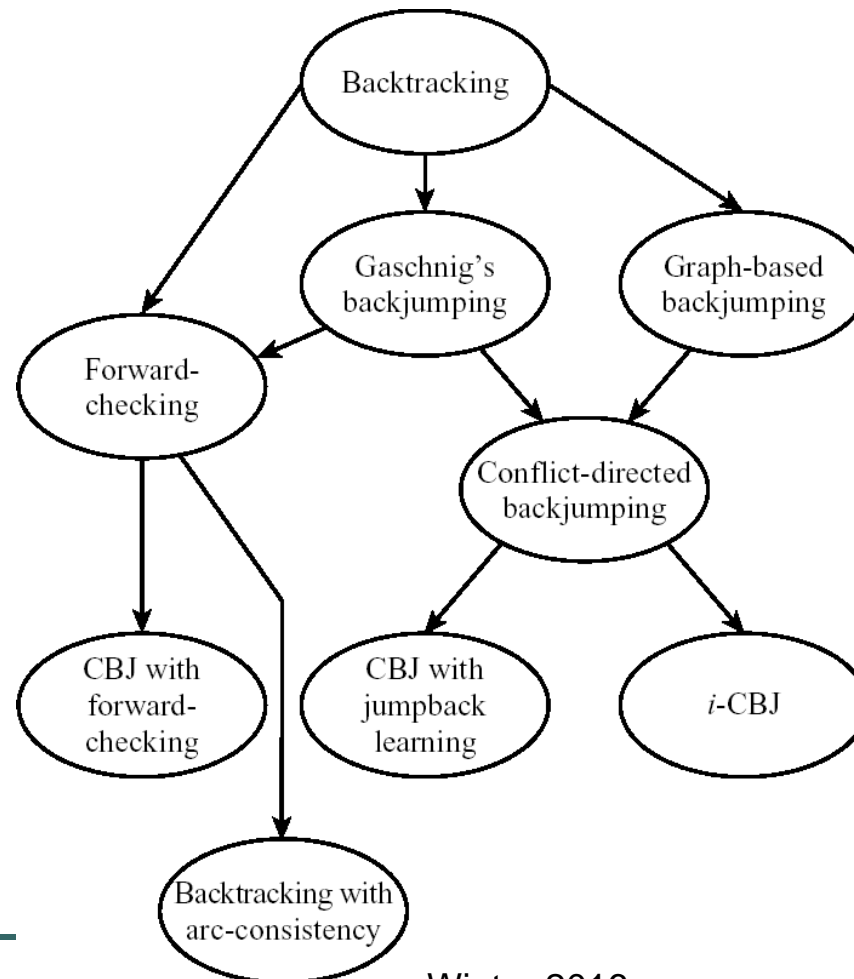 Backtracking
Gaschnig's
backjumping
Graph-based
backjumping
Forward-
checking
Conflict-directed
backjumping
CBJ with
forward-
checking
CBJ with
jumpback
learning
i-CBJ
Backtracking with
arc-consistency